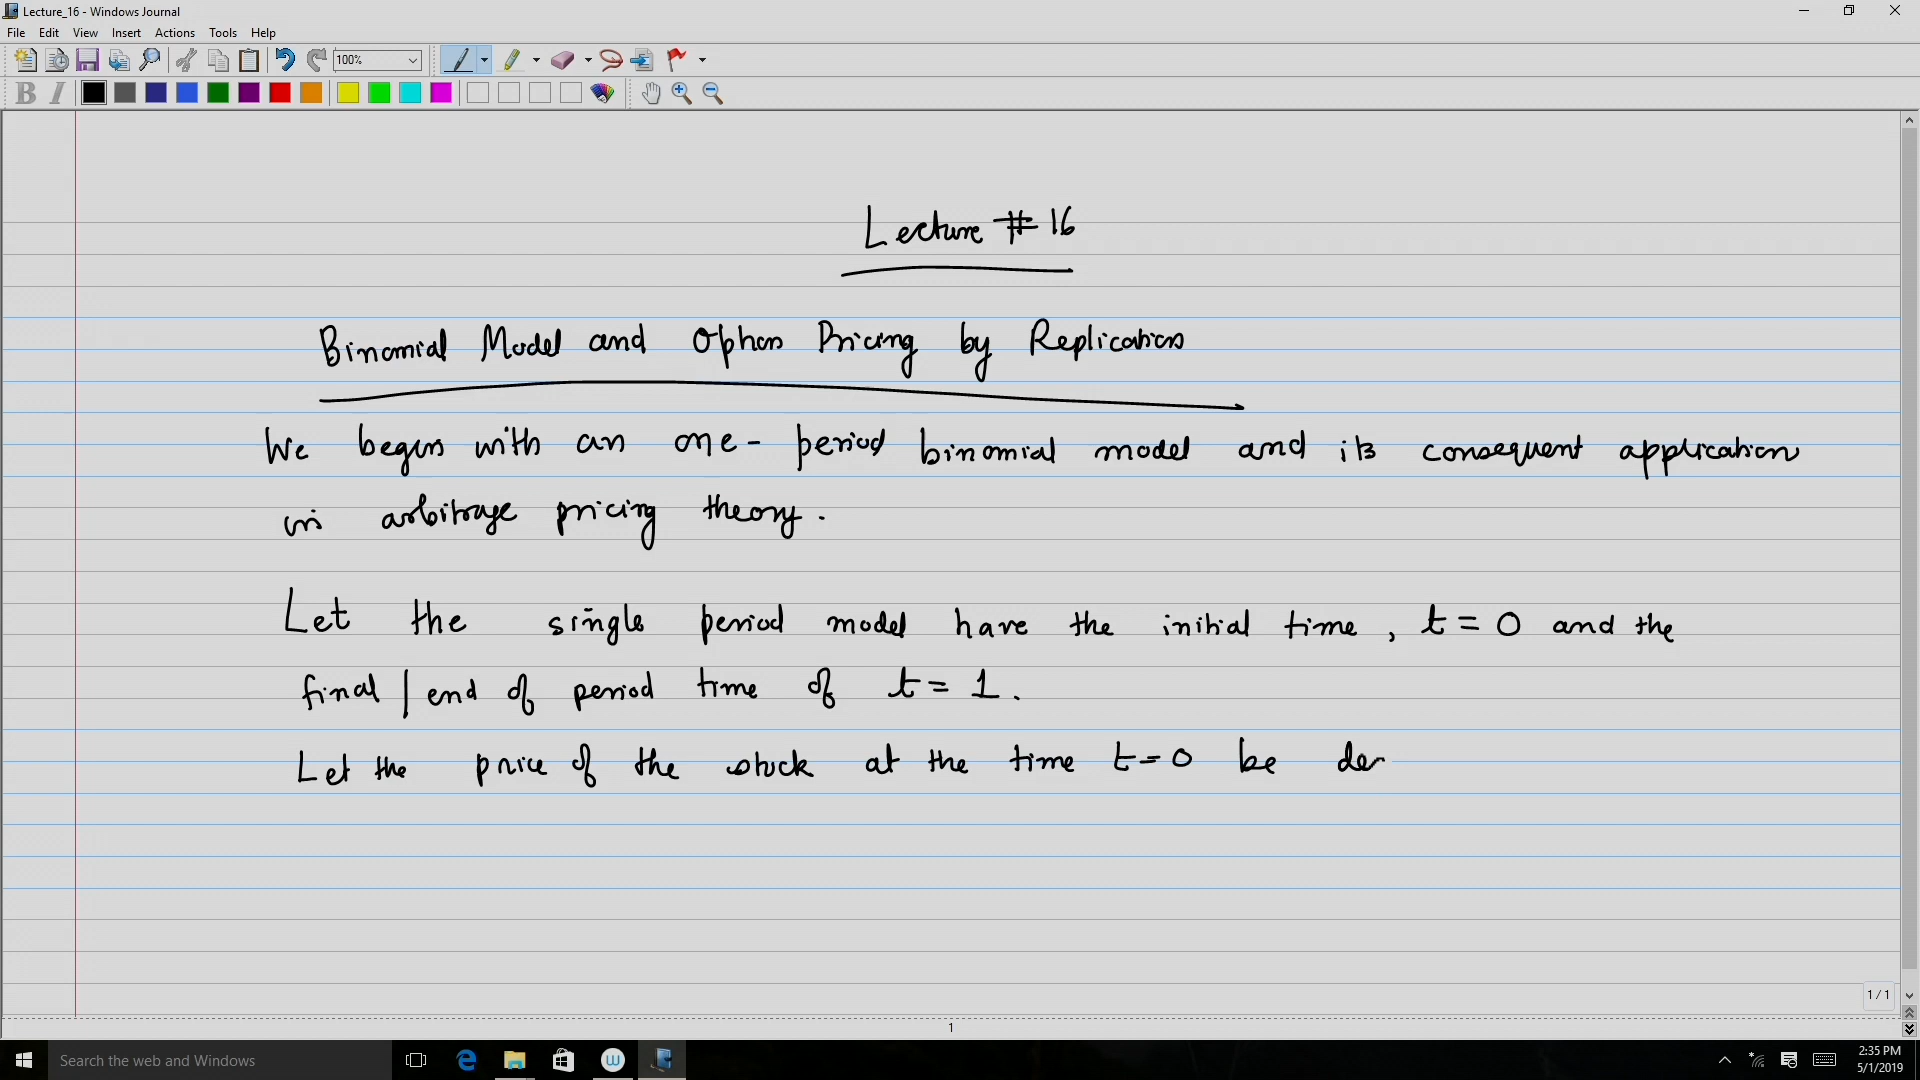 Lecture_16 - Windows Journal
File Edit View Insert Actions Tools Help
100%
B I
Lecture # 16
Binomial Model and Option Pricing by Replication
We begin with an one-period binomial model and its consequent application
in arbitrage pricing theory.
Let the single period model have the initial time, t = 0 and the
final / end of period time of t = 1.
Let the price of the stock at the time t=0 be den
1 / 1
1
Search the web and Windows
2:35 PM
5/1/2019